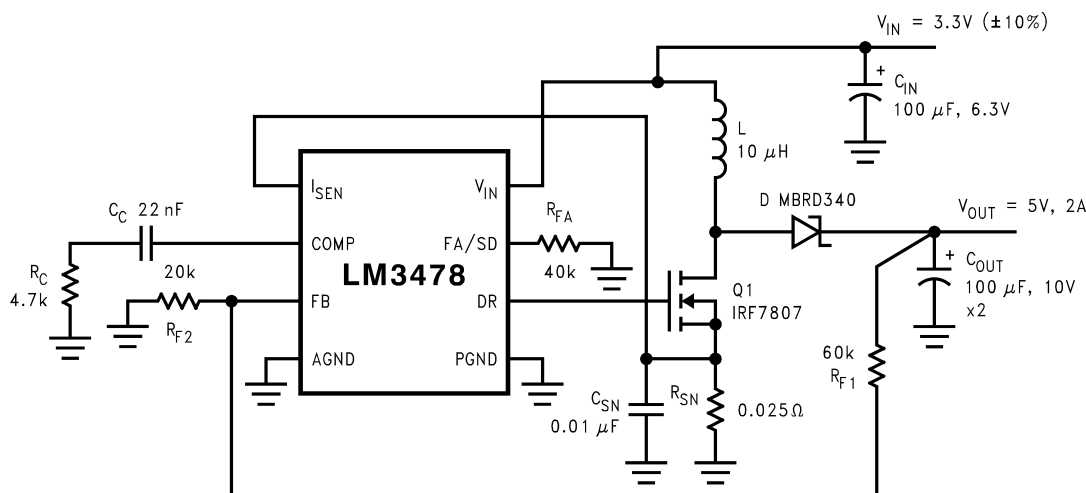 V_IN = 3.3V (±10%)
C_IN
100 μF, 6.3V
L
10 μH
I_SEN
V_IN
C_C 22 nF
COMP
FA/SD
R_FA
40k
D MBRD340
V_OUT = 5V, 2A
R_C
4.7k
20k
R_F2
LM3478
FB
DR
Q1
IRF7807
C_OUT
100 μF, 10V
x2
AGND
PGND
60k
R_F1
C_SN
0.01 μF
R_SN
0.025Ω